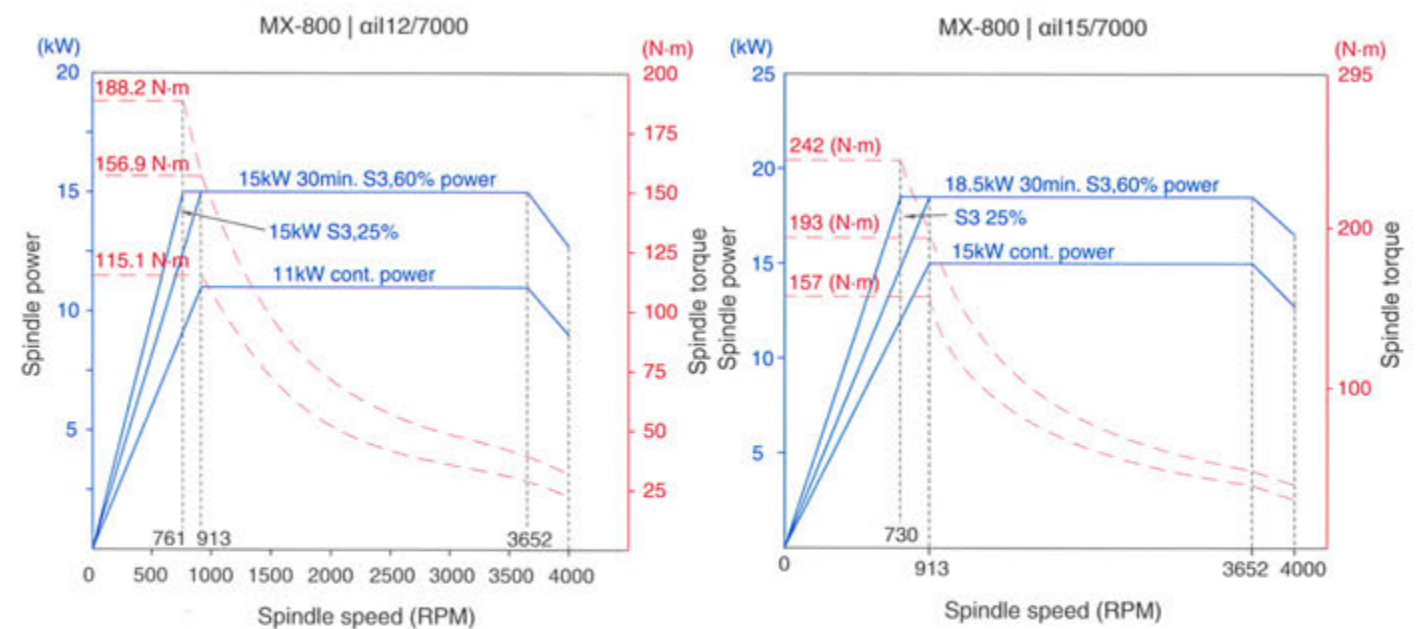 MX-800 | αiI12/7000
(kW)
(N·m)
20
200
188.2 N·m
175
156.9 N·m
15kW 30min. S3,60% power
15
150
15kW S3,25%
125
115.1 N·m
11kW cont. power
10
100
75
5
50
25
Spindle power
Spindle torque
761
913
3652
0
500
1000
1500
2000
2500
3000
3500
4000
Spindle speed (RPM)
MX-800 | αiI15/7000
(kW)
(N·m)
25
295
242 (N·m)
20
18.5kW 30min. S3,60% power
193 (N·m)
S3 25%
200
15
15kW cont. power
157 (N·m)
10
100
5
Spindle power
Spindle torque
730
0
913
3652
4000
Spindle speed (RPM)